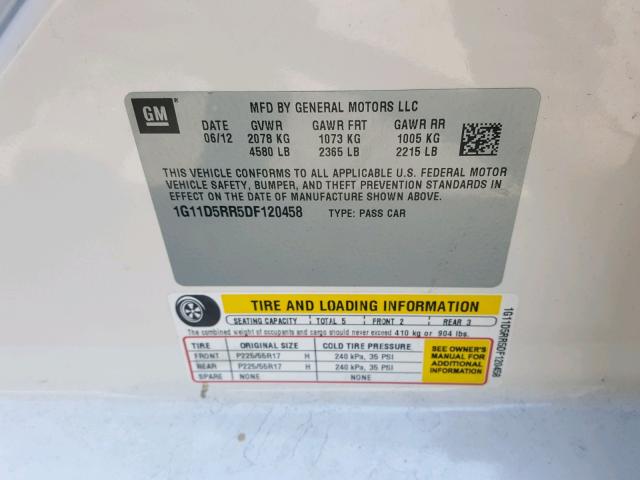 GM
MFD BY GENERAL MOTORS LLC
DATE GVWR GAWR FRT GAWR RR
06/12 2078 KG 1073 KG 1005 KG
4580 LB 2365 LB 2215 LB
THIS VEHICLE CONFORMS TO ALL APPLICABLE U.S. FEDERAL MOTOR
VEHICLE SAFETY, BUMPER, AND THEFT PREVENTION STANDARDS IN
EFFECT ON THE DATE OF MANUFACTURE SHOWN ABOVE.
1G11D5RR5DF120458 TYPE: PASS CAR
TIRE AND LOADING INFORMATION
SEATING CAPACITY TOTAL 5 FRONT 2 REAR 3
The combined weight of occupants and cargo should never exceed 410 kg or 904 lbs.
TIRE ORIGINAL SIZE COLD TIRE PRESSURE
FRONT P225/55R17 H 240 kPa, 35 PSI
REAR P225/55R17 H 240 kPa, 35 PSI
SPARE NONE NONE
SEE OWNER'S
MANUAL FOR
ADDITIONAL
INFORMATION
1G11D5RR5DF120458